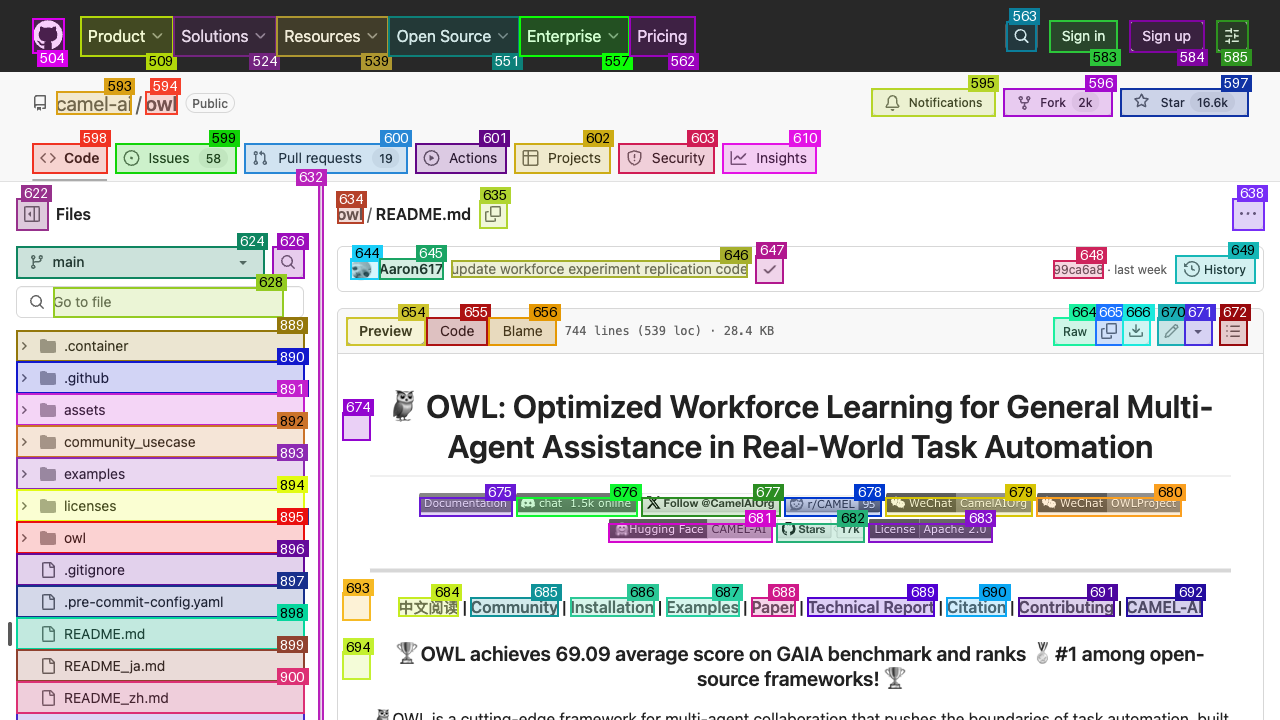 Product
Solutions
Resources
Open Source
Enterprise
Pricing
Sign in
Sign up
504
509
524
539
551
557
562
563
583
584
585
camel-ai / owl Public
593
594
Notifications
Fork 2k
Star 16.6k
595
596
597
Code
Issues 58
Pull requests 19
Actions
Projects
Security
Insights
598
599
600
601
602
603
610
632
622
Files
634
owl / README.md
635
638
main
624
626
644
Aaron617
645
update workforce experiment replication code
646
647
648
99ca6a8 · last week
649
History
628
Go to file
654
Preview
655
Code
656
Blame
744 lines (539 loc) · 28.4 KB
664
Raw
665
666
670
671
672
889
.container
890
.github
891
assets
892
community_usecase
893
examples
894
licenses
895
owl
896
.gitignore
897
.pre-commit-config.yaml
898
README.md
899
README_ja.md
900
README_zh.md
674
🦉 OWL: Optimized Workforce Learning for General Multi-
Agent Assistance in Real-World Task Automation
675
676
677
678
679
680
Documentation
chat 1.5k online
Follow @CamelAIOrg
r/CAMEL 95
WeChat CamelAIOrg
WeChat OWLProject
681
682
683
Hugging Face CAMEL-AI
Stars 17k
License Apache 2.0
693
684
685
686
687
688
689
690
691
692
中文阅读 | Community | Installation | Examples | Paper | Technical Report | Citation | Contributing | CAMEL-AI
694
🏆 OWL achieves 69.09 average score on GAIA benchmark and ranks 🏅 #1 among open-
source frameworks! 🏆
🦉 OWL is a cutting-edge framework for multi-agent collaboration that pushes the boundaries of task automation, built